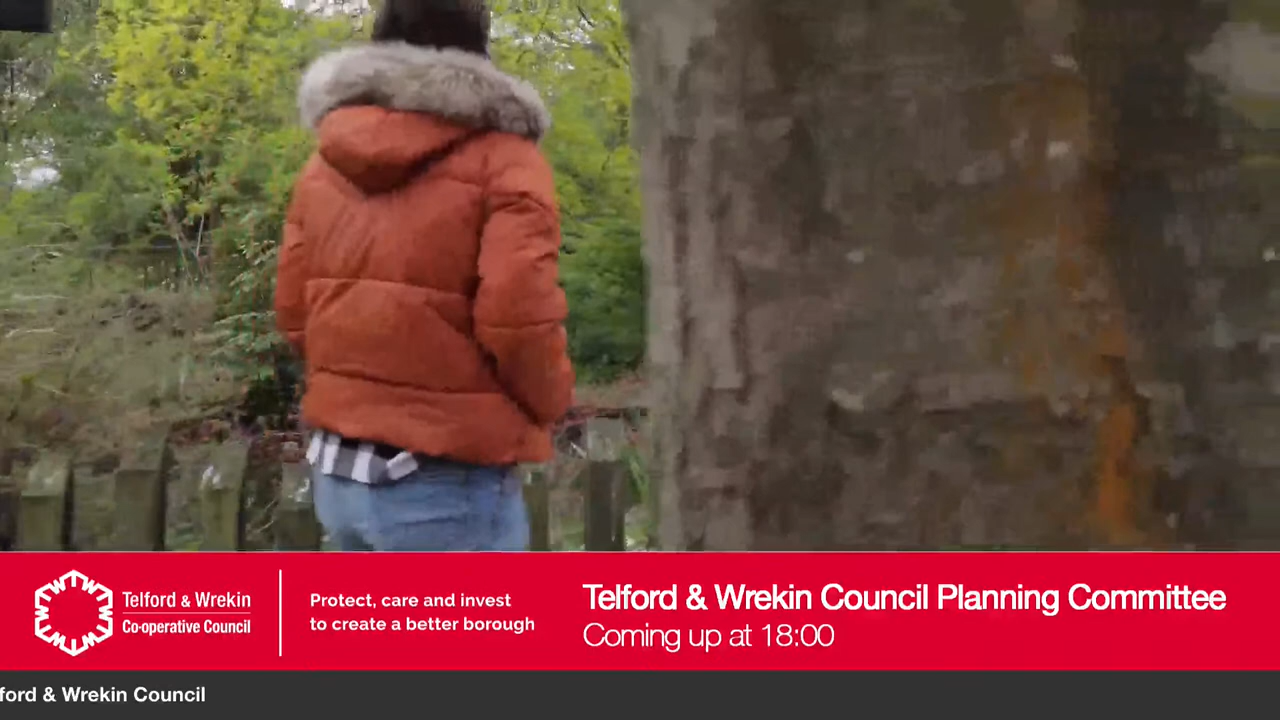 Telford & Wrekin
Co-operative Council
Protect, care and invest
to create a better borough
Telford & Wrekin Council Planning Committee
Coming up at 18:00
ford & Wrekin Council